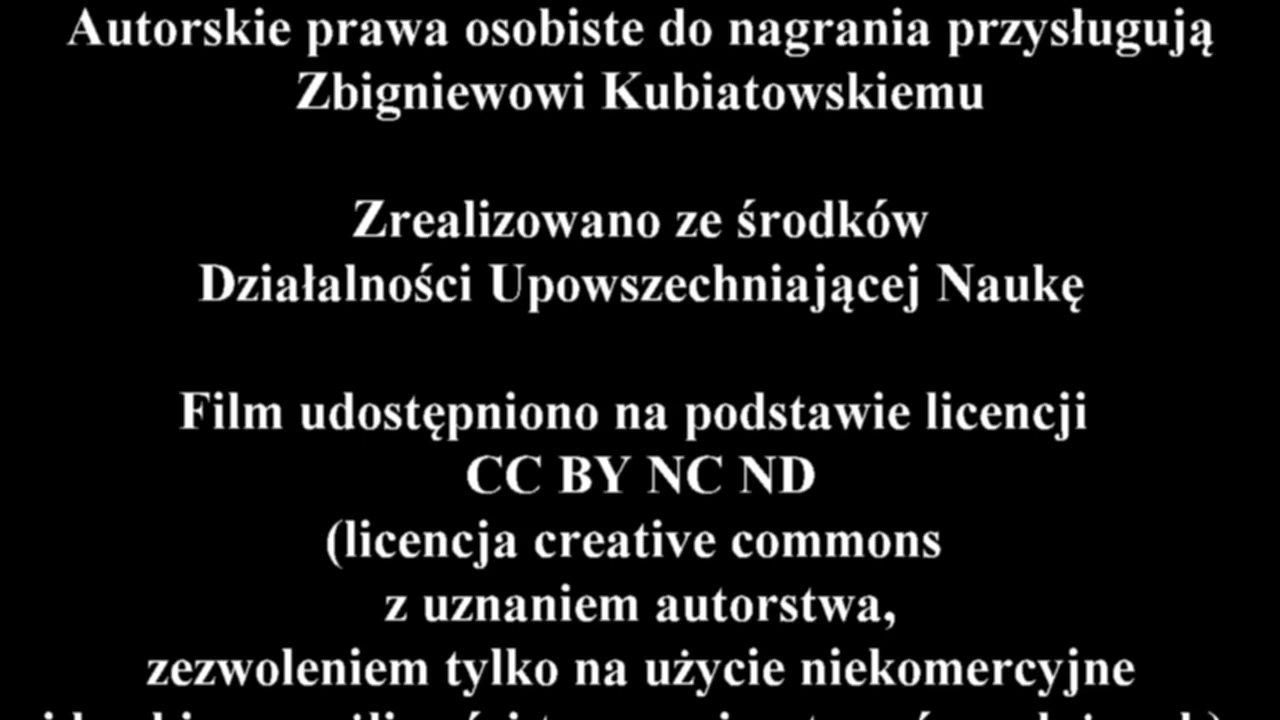 Autorskie prawa osobiste do nagrania przysługują
Zbigniewowi Kubiatowskiemu
Zrealizowano ze środków
Działalności Upowszechniającej Naukę
Film udostępniono na podstawie licencji
CC BY NC ND
(licencja creative commons
z uznaniem autorstwa,
zezwoleniem tylko na użycie niekomercyjne